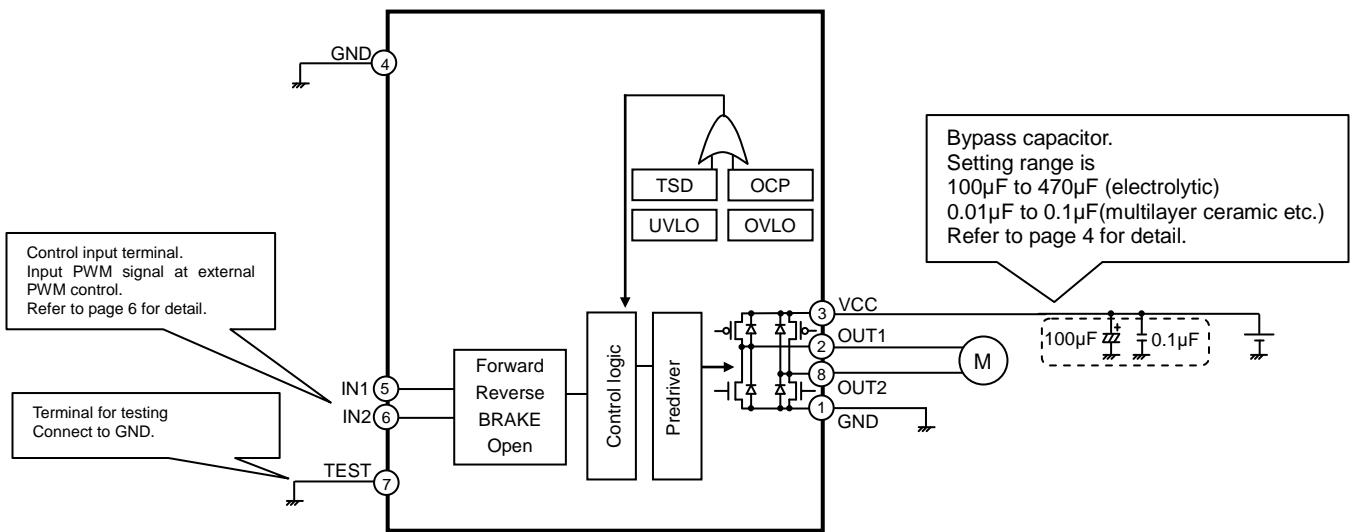 GND
4
TSD
OCP
UVLO
OVLO
Bypass capacitor.
Setting range is
100μF to 470μF (electrolytic)
0.01μF to 0.1μF(multilayer ceramic etc.)
Refer to page 4 for detail.
Control input terminal.
Input PWM signal at external
PWM control.
Refer to page 6 for detail.
Terminal for testing
Connect to GND.
IN1
5
IN2
6
TEST
7
Forward
Reverse
BRAKE
Open
Control logic
Predriver
3
VCC
OUT1
2
8
OUT2
1
GND
M
100μF
+
0.1μF